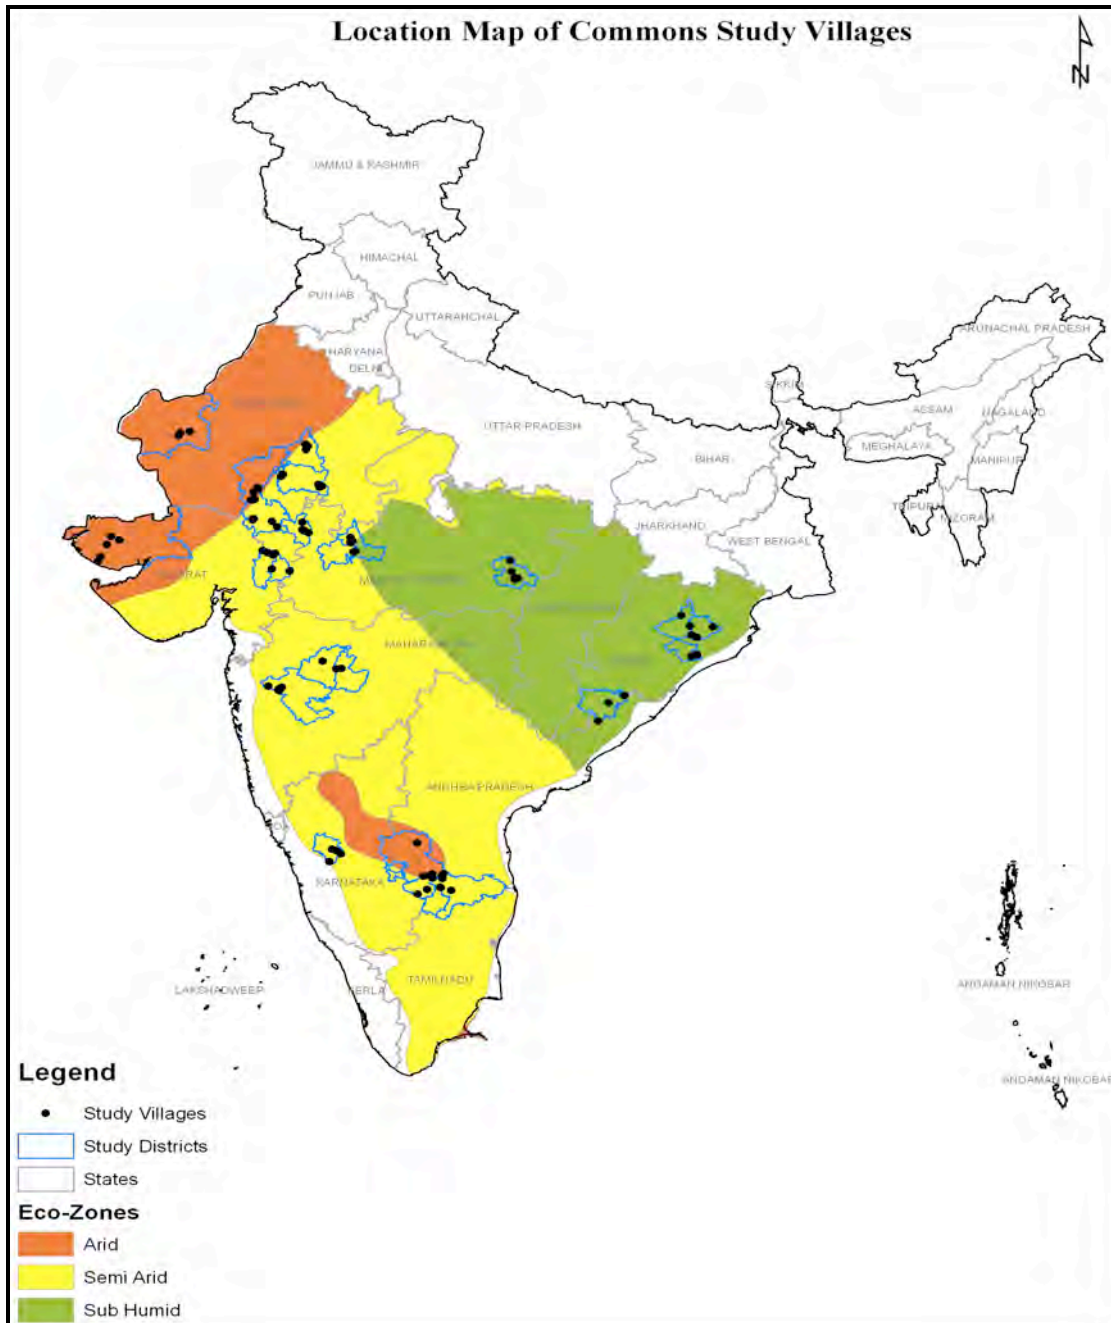 Location Map of Commons Study Villages
N
JAMMU & KASHMIR
HIMACHAL
PUNJAB
UTTARANCHAL
HARYANA
DELHI
ARUNACHAL PRADESH
SIKKIM
ASSAM
NAGALAND
UTTAR PRADESH
MEGHALAYA
BIHAR
MANIPUR
TRIPURA
MIZORAM
JHARKHAND
WEST BENGAL
ANDHRA PRADESH
KARNATAKA
TAMILNADU
LAKSHADWEEP
ANDAMAN NIKOBAR
ANDAMAN NIKOBAR
Legend
Study Villages
Study Districts
States
Eco-Zones
Arid
Semi Arid
Sub Humid